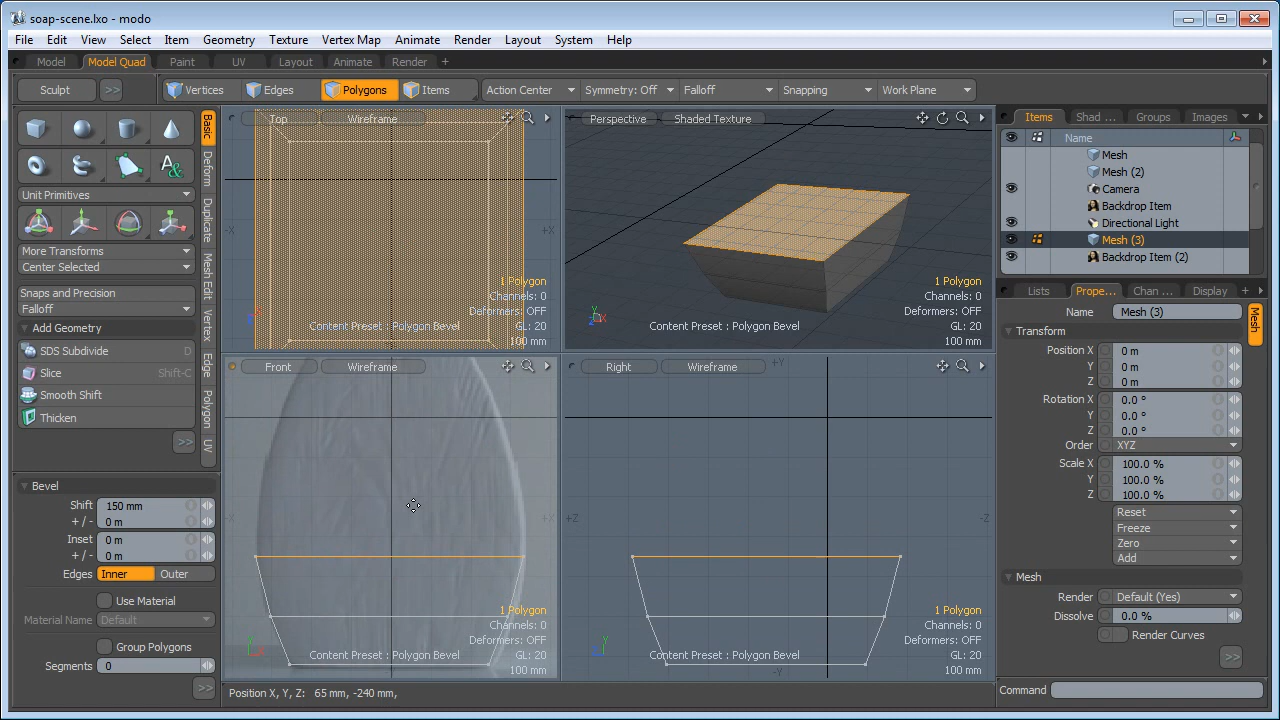 soap-scene.lxo - modo
File Edit View Select Item Geometry Texture Vertex Map Animate Render Layout System Help
Model Model Quad Paint UV Layout Animate Render +
Sculpt >> Vertices Edges Polygons Items Action Center Symmetry: Off Falloff Snapping Work Plane
Basic
Deform
Duplicate
Mesh Edit
Vertex
Edge
Polygon
UV
Unit Primitives
More Transforms
Center Selected
Snaps and Precision
Falloff
Add Geometry
SDS Subdivide D
Slice Shift-C
Smooth Shift
Thicken
>>
Bevel
Shift 150 mm
+ / - 0 m
Inset 0 m
+ / - 0 m
Edges Inner Outer
Use Material
Material Name Default
Group Polygons
Segments 0
>>
Top Wireframe
-X +X
1 Polygon
Channels: 0
Deformers: OFF
Content Preset : Polygon Bevel GL: 20
100 mm
Perspective Shaded Texture
1 Polygon
Channels: 0
Deformers: OFF
Content Preset : Polygon Bevel GL: 20
100 mm
Front Wireframe
-X +X
1 Polygon
Channels: 0
Deformers: OFF
Content Preset : Polygon Bevel GL: 20
100 mm
Right Wireframe
+Y
+Z -Z
1 Polygon
Channels: 0
Deformers: OFF
Content Preset : Polygon Bevel GL: 20
-Y 100 mm
Position X, Y, Z: 65 mm, -240 mm,
Items Shad ... Groups Images +
Name
Mesh
Mesh (2)
Camera
Backdrop Item
Directional Light
Mesh (3)
Backdrop Item (2)
Lists Prope... Chan ... Display +
Name Mesh (3)
Mesh
Transform
Position X 0 m
Y 0 m
Z 0 m
Rotation X 0.0 °
Y 0.0 °
Z 0.0 °
Order XYZ
Scale X 100.0 %
Y 100.0 %
Z 100.0 %
Reset
Freeze
Zero
Add
Mesh
Render Default (Yes)
Dissolve 0.0 %
Render Curves
>>
Command